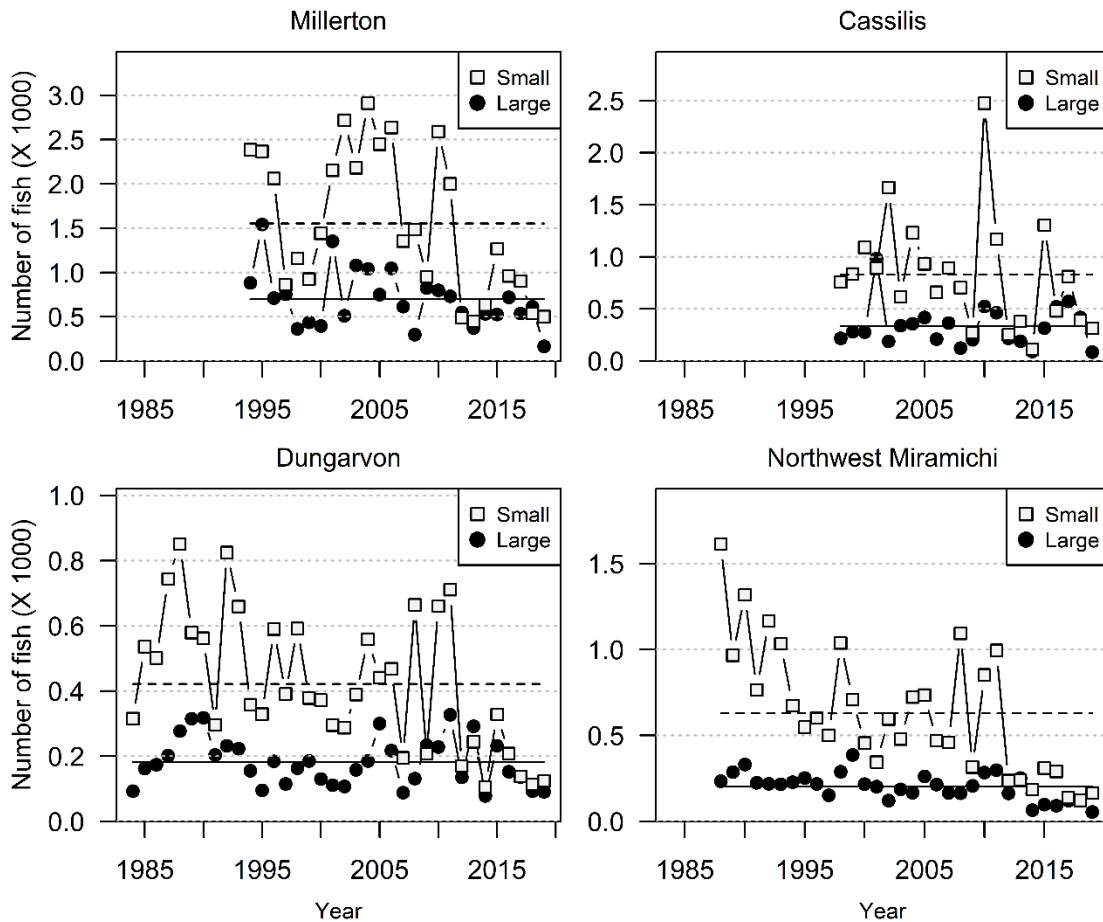 Millerton
Small
Large
Number of fish (X 1000)
3.0
2.5
2.0
1.5
1.0
0.5
0.0
1985 1995 2005 2015
Cassilis
Small
Large
2.5
2.0
1.5
1.0
0.5
0.0
1985 1995 2005 2015
Dungarvon
Small
Large
Number of fish (X 1000)
1.0
0.8
0.6
0.4
0.2
0.0
1985 1995 2005 2015
Year
Northwest Miramichi
Small
Large
1.5
1.0
0.5
0.0
1985 1995 2005 2015
Year